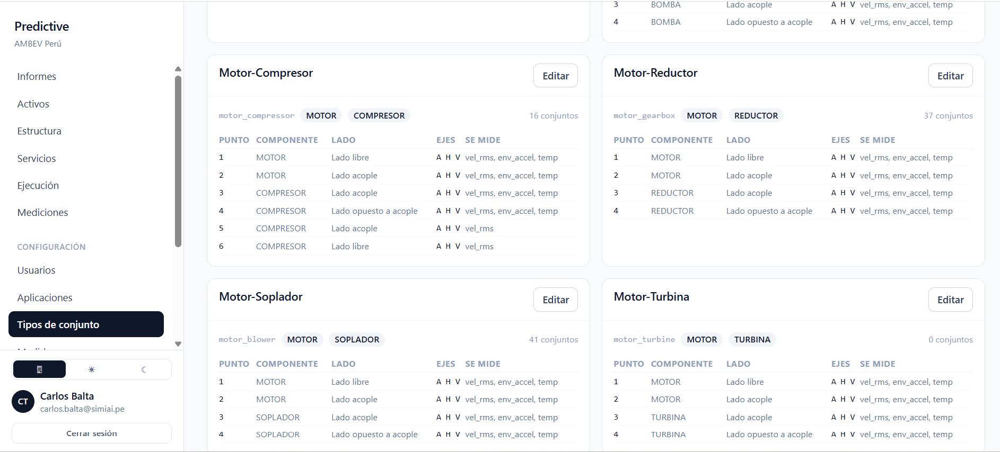 Predictive
AMBEV Perú
Informes
Activos
Estructura
Servicios
Ejecución
Mediciones
CONFIGURACIÓN
Usuarios
Aplicaciones
Tipos de conjunto
CT
Carlos Balta
carlos.balta@simiai.pe
Cerrar sesión
3 BOMBA Lado acople A H V vel_rms, env_accel, temp
4 BOMBA Lado opuesto a acople A H V vel_rms, env_accel, temp
Motor-Compresor
Editar
motor_compressor MOTOR COMPRESOR 16 conjuntos
PUNTO COMPONENTE LADO EJES SE MIDE
1 MOTOR Lado libre A H V vel_rms, env_accel, temp
2 MOTOR Lado acople A H V vel_rms, env_accel, temp
3 COMPRESOR Lado acople A H V vel_rms, env_accel, temp
4 COMPRESOR Lado opuesto a acople A H V vel_rms, env_accel, temp
5 COMPRESOR Lado acople A H V vel_rms
6 COMPRESOR Lado libre A H V vel_rms
Motor-Reductor
Editar
motor_gearbox MOTOR REDUCTOR 37 conjuntos
PUNTO COMPONENTE LADO EJES SE MIDE
1 MOTOR Lado libre A H V vel_rms, env_accel, temp
2 MOTOR Lado acople A H V vel_rms, env_accel, temp
3 REDUCTOR Lado acople A H V vel_rms, env_accel, temp
4 REDUCTOR Lado opuesto a acople A H V vel_rms, env_accel, temp
Motor-Soplador
Editar
motor_blower MOTOR SOPLADOR 41 conjuntos
PUNTO COMPONENTE LADO EJES SE MIDE
1 MOTOR Lado libre A H V vel_rms, env_accel, temp
2 MOTOR Lado acople A H V vel_rms, env_accel, temp
3 SOPLADOR Lado acople A H V vel_rms, env_accel, temp
4 SOPLADOR Lado opuesto a acople A H V vel_rms, env_accel, temp
Motor-Turbina
Editar
motor_turbine MOTOR TURBINA 0 conjuntos
PUNTO COMPONENTE LADO EJES SE MIDE
1 MOTOR Lado libre A H V vel_rms, env_accel, temp
2 MOTOR Lado acople A H V vel_rms, env_accel, temp
3 TURBINA Lado acople A H V vel_rms, env_accel, temp
4 TURBINA Lado opuesto a acople A H V vel_rms, env_accel, temp